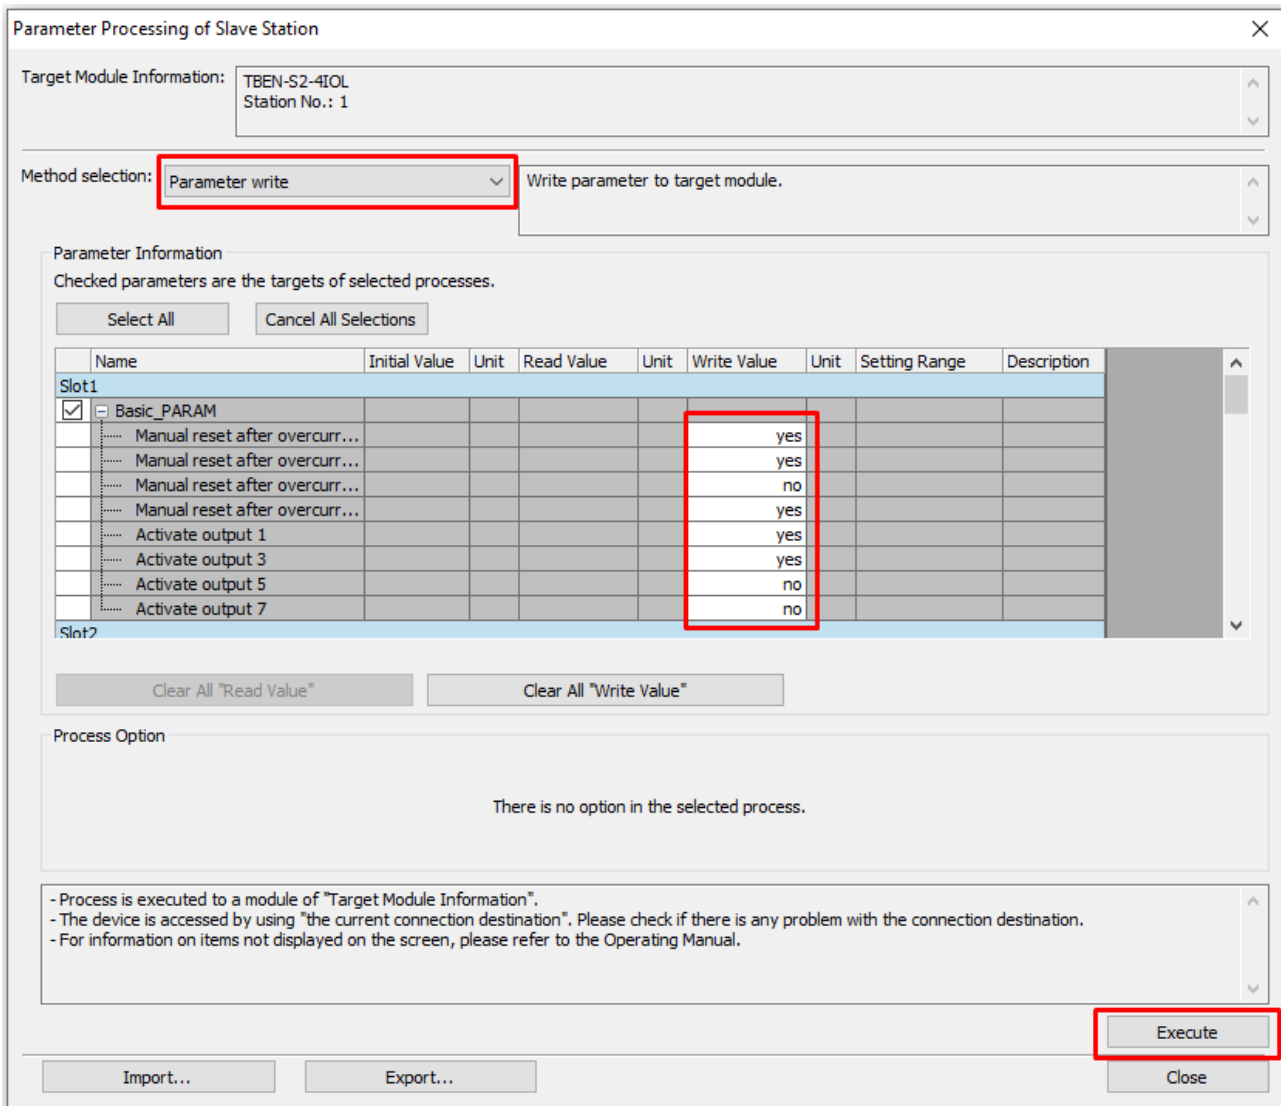 Parameter Processing of Slave Station
Target Module Information:
TBEN-S2-4IOL
Station No.: 1
Method selection:
Parameter write
Write parameter to target module.
Parameter Information
Checked parameters are the targets of selected processes.
Select All
Cancel All Selections
Name Initial Value Unit Read Value Unit Write Value Unit Setting Range Description
Slot1
Basic_PARAM
Manual reset after overcurr... yes
Manual reset after overcurr... yes
Manual reset after overcurr... no
Manual reset after overcurr... yes
Activate output 1 yes
Activate output 3 yes
Activate output 5 no
Activate output 7 no
Slot2
Clear All "Read Value"
Clear All "Write Value"
Process Option
There is no option in the selected process.
- Process is executed to a module of "Target Module Information".
- The device is accessed by using "the current connection destination". Please check if there is any problem with the connection destination.
- For information on items not displayed on the screen, please refer to the Operating Manual.
Execute
Import...
Export...
Close